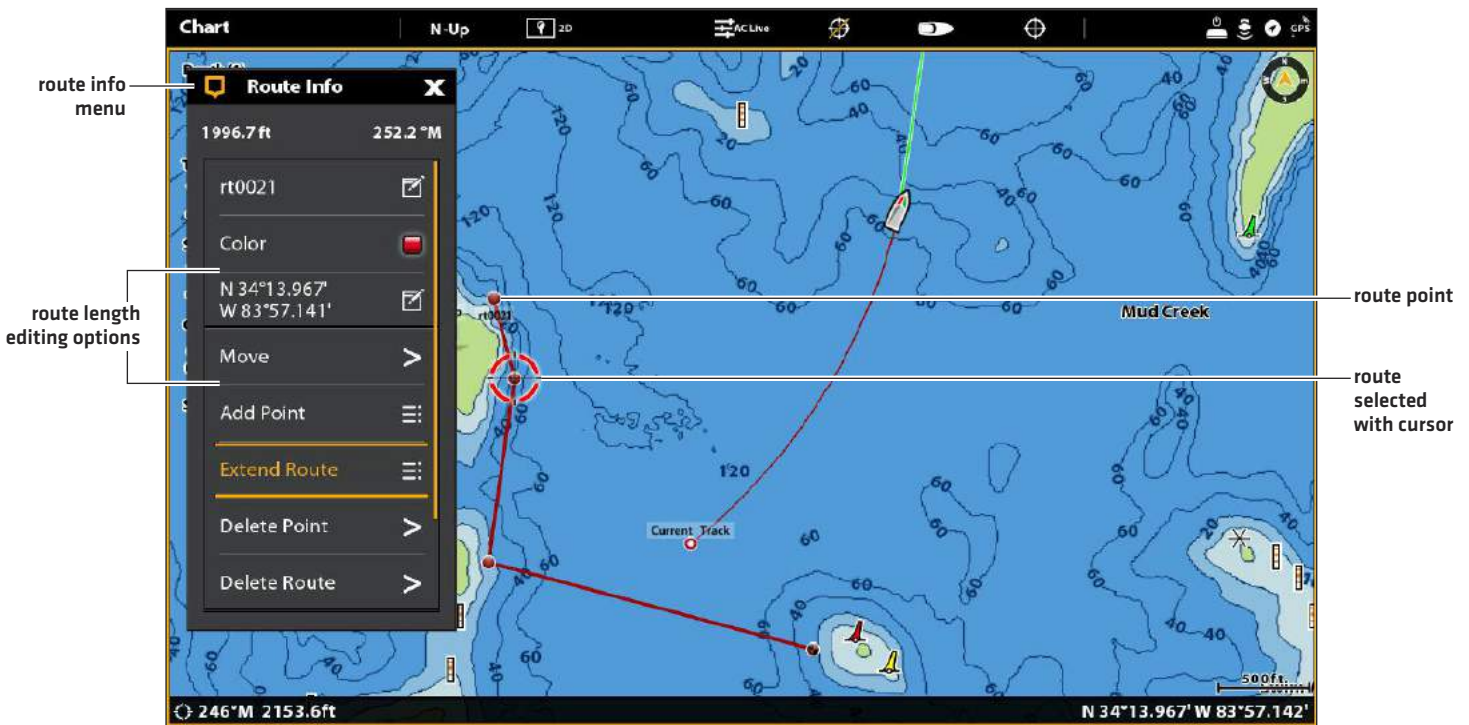 Chart
N-Up
2D
AC Live
GPS
Route Info
X
1996.7 ft 252.2 °M
rt0021
Color
N 34°13.967'
W 83°57.141'
Move >
Add Point
Extend Route
Delete Point >
Delete Route >
route info
menu
route length
editing options
route point
route
selected
with cursor
rt0021
Mud Creek
Current Track
20
40
60
120
500ft
246°M 2153.6ft
N 34°13.967' W 83°57.142'